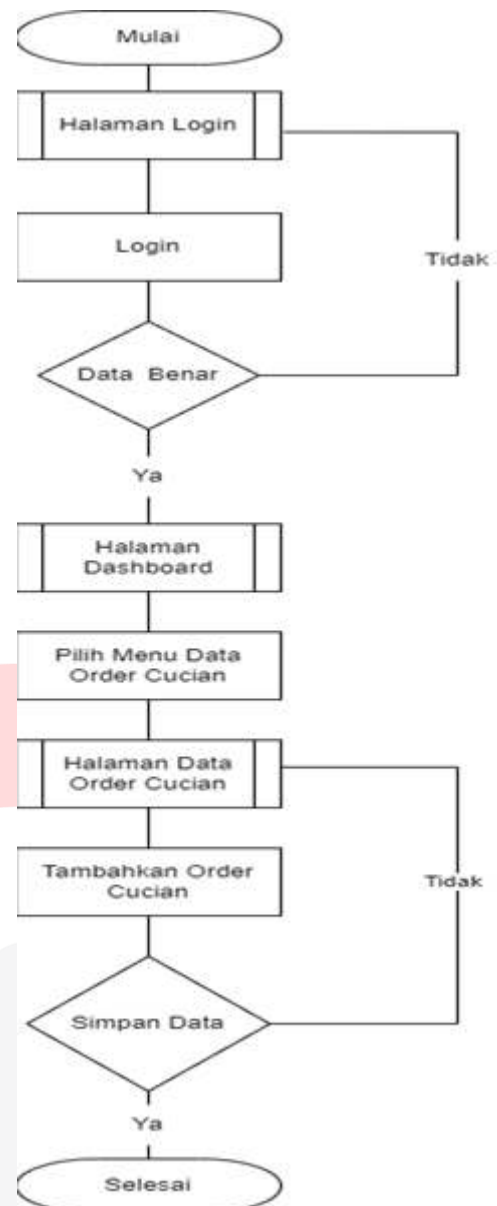 Mulai
Halaman Login
Login
Tidak
Data Benar
Ya
Halaman
Dashboard
Pilih Menu Data
Order Cucian
Halaman Data
Order Cucian
Tambahkan Order
Cucian
Tidak
Simpan Data
Ya
Selesai